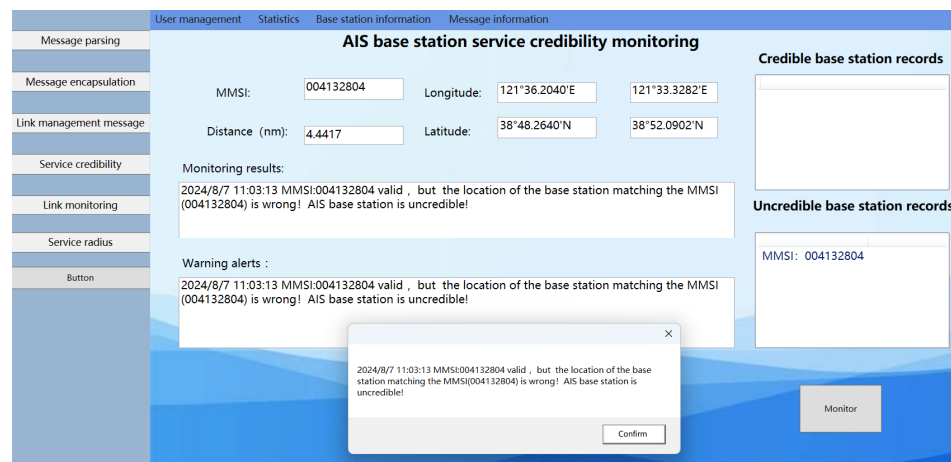 User management Statistics Base station information Message information
Message parsing
Message encapsulation
Link management message
Service credibility
Link monitoring
Service radius
Button
AIS base station service credibility monitoring
MMSI: 004132804 Longitude: 121°36.2040'E 121°33.3282'E
Distance (nm): 4.4417 Latitude: 38°48.2640'N 38°52.0902'N
Monitoring results:
2024/8/7 11:03:13 MMSI:004132804 valid , but the location of the base station matching the MMSI
(004132804) is wrong! AIS base station is uncredible!
Warning alerts :
2024/8/7 11:03:13 MMSI:004132804 valid , but the location of the base station matching the MMSI
(004132804) is wrong! AIS base station is uncredible!
Credible base station records
Uncredible base station records
MMSI: 004132804
2024/8/7 11:03:13 MMSI:004132804 valid , but the location of the base
station matching the MMSI(004132804) is wrong! AIS base station is
uncredible!
Confirm
Monitor